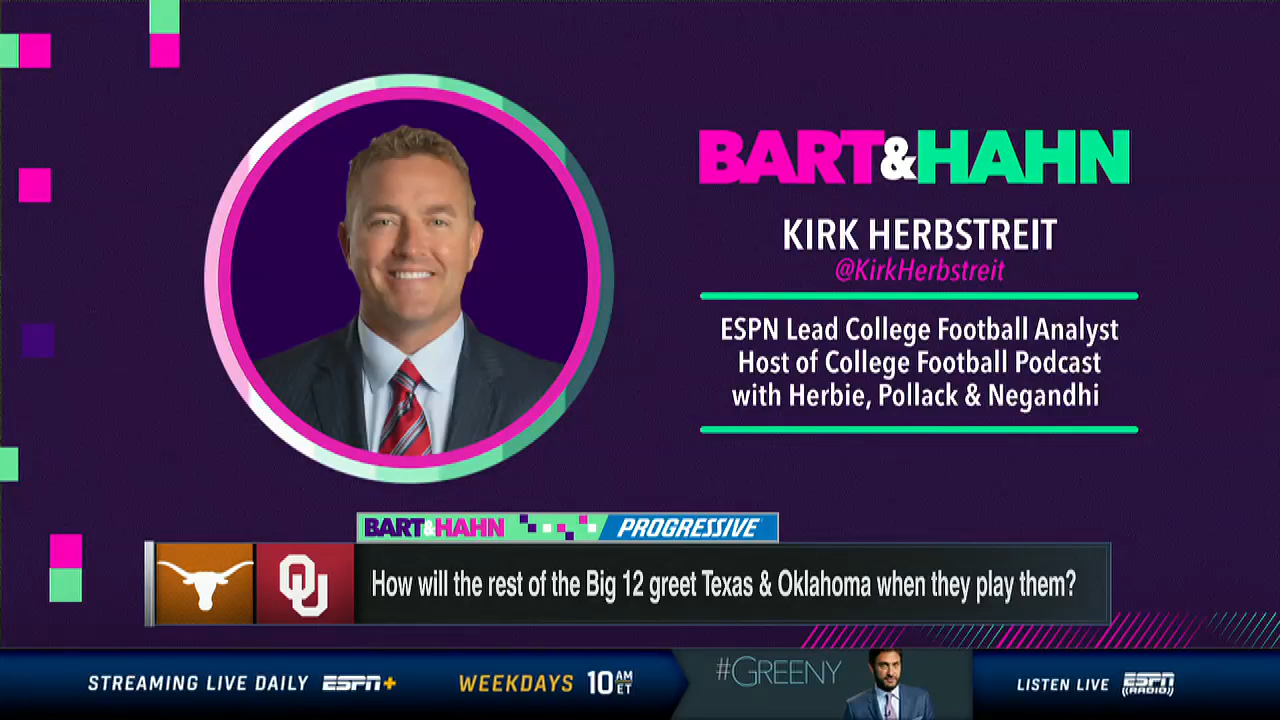 BART&HAHN
KIRK HERBSTREIT
@KirkHerbstreit
ESPN Lead College Football Analyst
Host of College Football Podcast
with Herbie, Pollack & Negandhi
BART&HAHN PROGRESSIVE
OU
How will the rest of the Big 12 greet Texas & Oklahoma when they play them?
STREAMING LIVE DAILY ESPN+ WEEKDAYS 10 AM ET #GREENY LISTEN LIVE ESPN RADIO